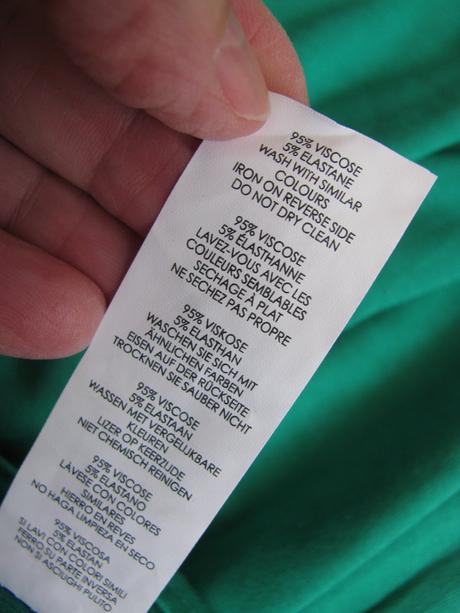 95% VISCOSE
5% ELASTANE
WASH WITH SIMILAR
COLOURS
IRON ON REVERSE SIDE
DO NOT DRY CLEAN
95% VISCOSE
5% ÉLASTHANNE
LAVEZ-VOUS AVEC LES
COULEURS SEMBLABLES
SECHAGE À PLAT
NE SECHEZ PAS PROPRE
95% VISKOSE
5% ELASTHAN
WASCHEN SIE SICH MIT
ÄHNLICHEN FARBEN
EISEN AUF DER RÜCKSEITE
TROCKNEN SIE SAUBER NICHT
95% VISCOSE
5% ELASTAAN
WASSEN MET VERGELIJKBARE
KLEUREN
LIZER OP KEERZIJDE
NIET CHEMISCH REINIGEN
95% VISCOSE
5% ELASTANO
LÁVESE CON COLORES
SIMILARES
HIERRO EN REVES
NO HAGA LIMPIEZA EN SECO
95% VISCOSA
5% ELASTAN
SI LAVI CON COLORI SIMILI
FERRO SU PARTE INVERSA
NON SI ASCIUGHI PULITO